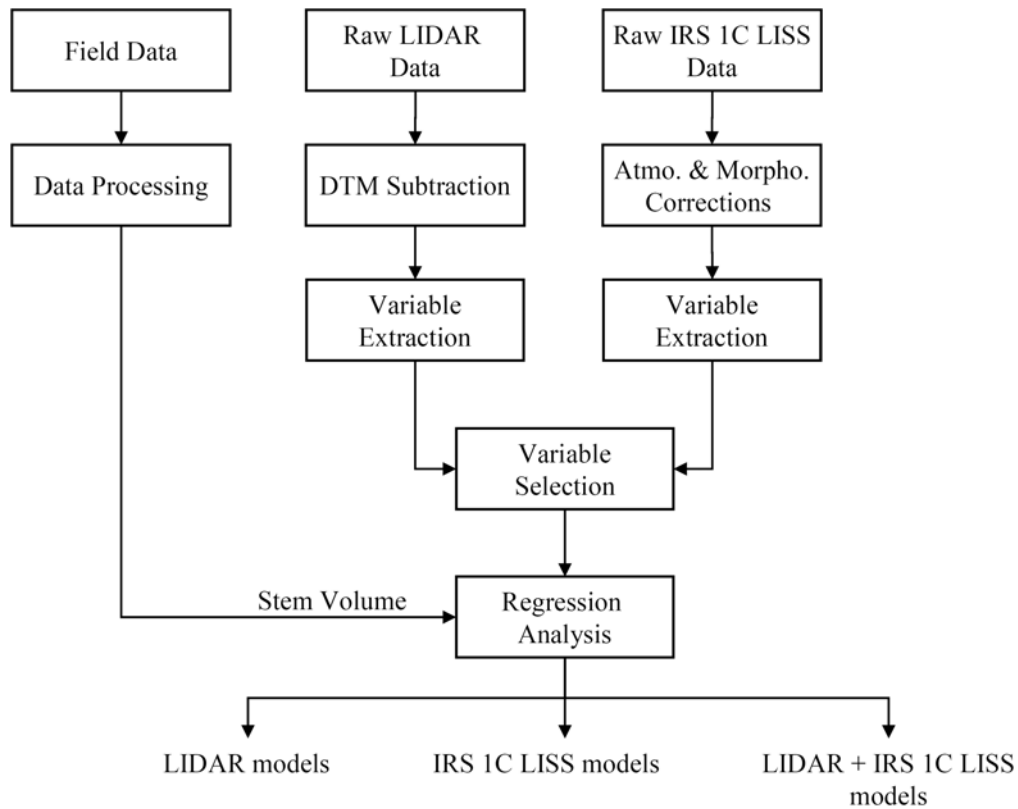 Field Data
Raw LIDAR
Data
Raw IRS 1C LISS
Data
Data Processing
DTM Subtraction
Atmo. & Morpho.
Corrections
Variable
Extraction
Variable
Extraction
Variable
Selection
Stem Volume
Regression
Analysis
LIDAR models
IRS 1C LISS models
LIDAR + IRS 1C LISS
models